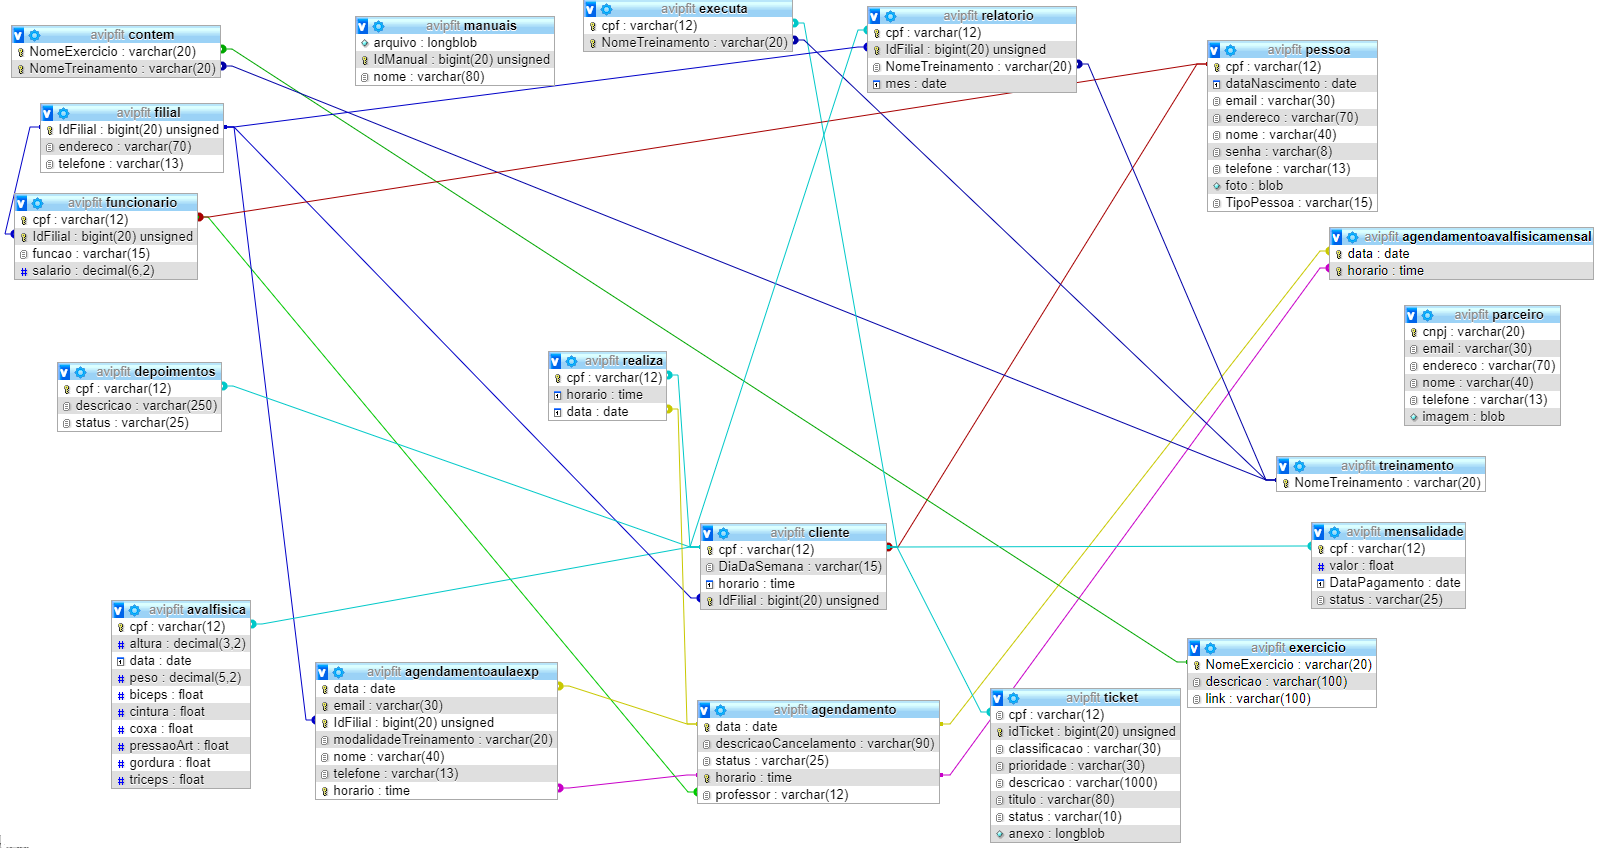 avipfit contem
NomeExercicio : varchar(20)
NomeTreinamento : varchar(20)
avipfit manuais
arquivo : longblob
IdManual : bigint(20) unsigned
nome : varchar(80)
avipfit executa
cpf : varchar(12)
NomeTreinamento : varchar(20)
avipfit relatorio
cpf : varchar(12)
IdFilial : bigint(20) unsigned
NomeTreinamento : varchar(20)
mes : date
avipfit pessoa
cpf : varchar(12)
dataNascimento : date
email : varchar(30)
endereco : varchar(70)
nome : varchar(40)
senha : varchar(8)
telefone : varchar(13)
foto : blob
TipoPessoa : varchar(15)
avipfit filial
IdFilial : bigint(20) unsigned
endereco : varchar(70)
telefone : varchar(13)
avipfit funcionario
cpf : varchar(12)
IdFilial : bigint(20) unsigned
funcao : varchar(15)
salario : decimal(6,2)
avipfit agendamentoavalfisicamensal
data : date
horario : time
avipfit parceiro
cnpj : varchar(20)
email : varchar(30)
endereco : varchar(70)
nome : varchar(40)
telefone : varchar(13)
imagem : blob
avipfit depoimentos
cpf : varchar(12)
descricao : varchar(250)
status : varchar(25)
avipfit realiza
cpf : varchar(12)
horario : time
data : date
avipfit treinamento
NomeTreinamento : varchar(20)
avipfit cliente
cpf : varchar(12)
DiaDaSemana : varchar(15)
horario : time
IdFilial : bigint(20) unsigned
avipfit mensalidade
cpf : varchar(12)
valor : float
DataPagamento : date
status : varchar(25)
avipfit avalfisica
cpf : varchar(12)
altura : decimal(3,2)
data : date
peso : decimal(5,2)
biceps : float
cintura : float
coxa : float
pressaoArt : float
gordura : float
triceps : float
avipfit agendamentoaulaexp
data : date
email : varchar(30)
IdFilial : bigint(20) unsigned
modalidadeTreinamento : varchar(20)
nome : varchar(40)
telefone : varchar(13)
horario : time
avipfit agendamento
data : date
descricaoCancelamento : varchar(90)
status : varchar(25)
horario : time
professor : varchar(12)
avipfit ticket
cpf : varchar(12)
idTicket : bigint(20) unsigned
classificacao : varchar(30)
prioridade : varchar(30)
descricao : varchar(1000)
titulo : varchar(80)
status : varchar(10)
anexo : longblob
avipfit exercicio
NomeExercicio : varchar(20)
descricao : varchar(100)
link : varchar(100)